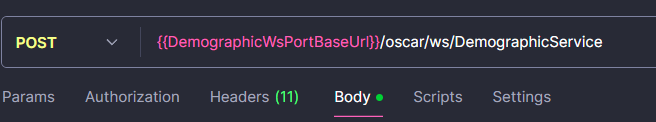 POST {{DemographicWsPortBaseUrl}}/oscar/ws/DemographicService
Params Authorization Headers (11) Body Scripts Settings